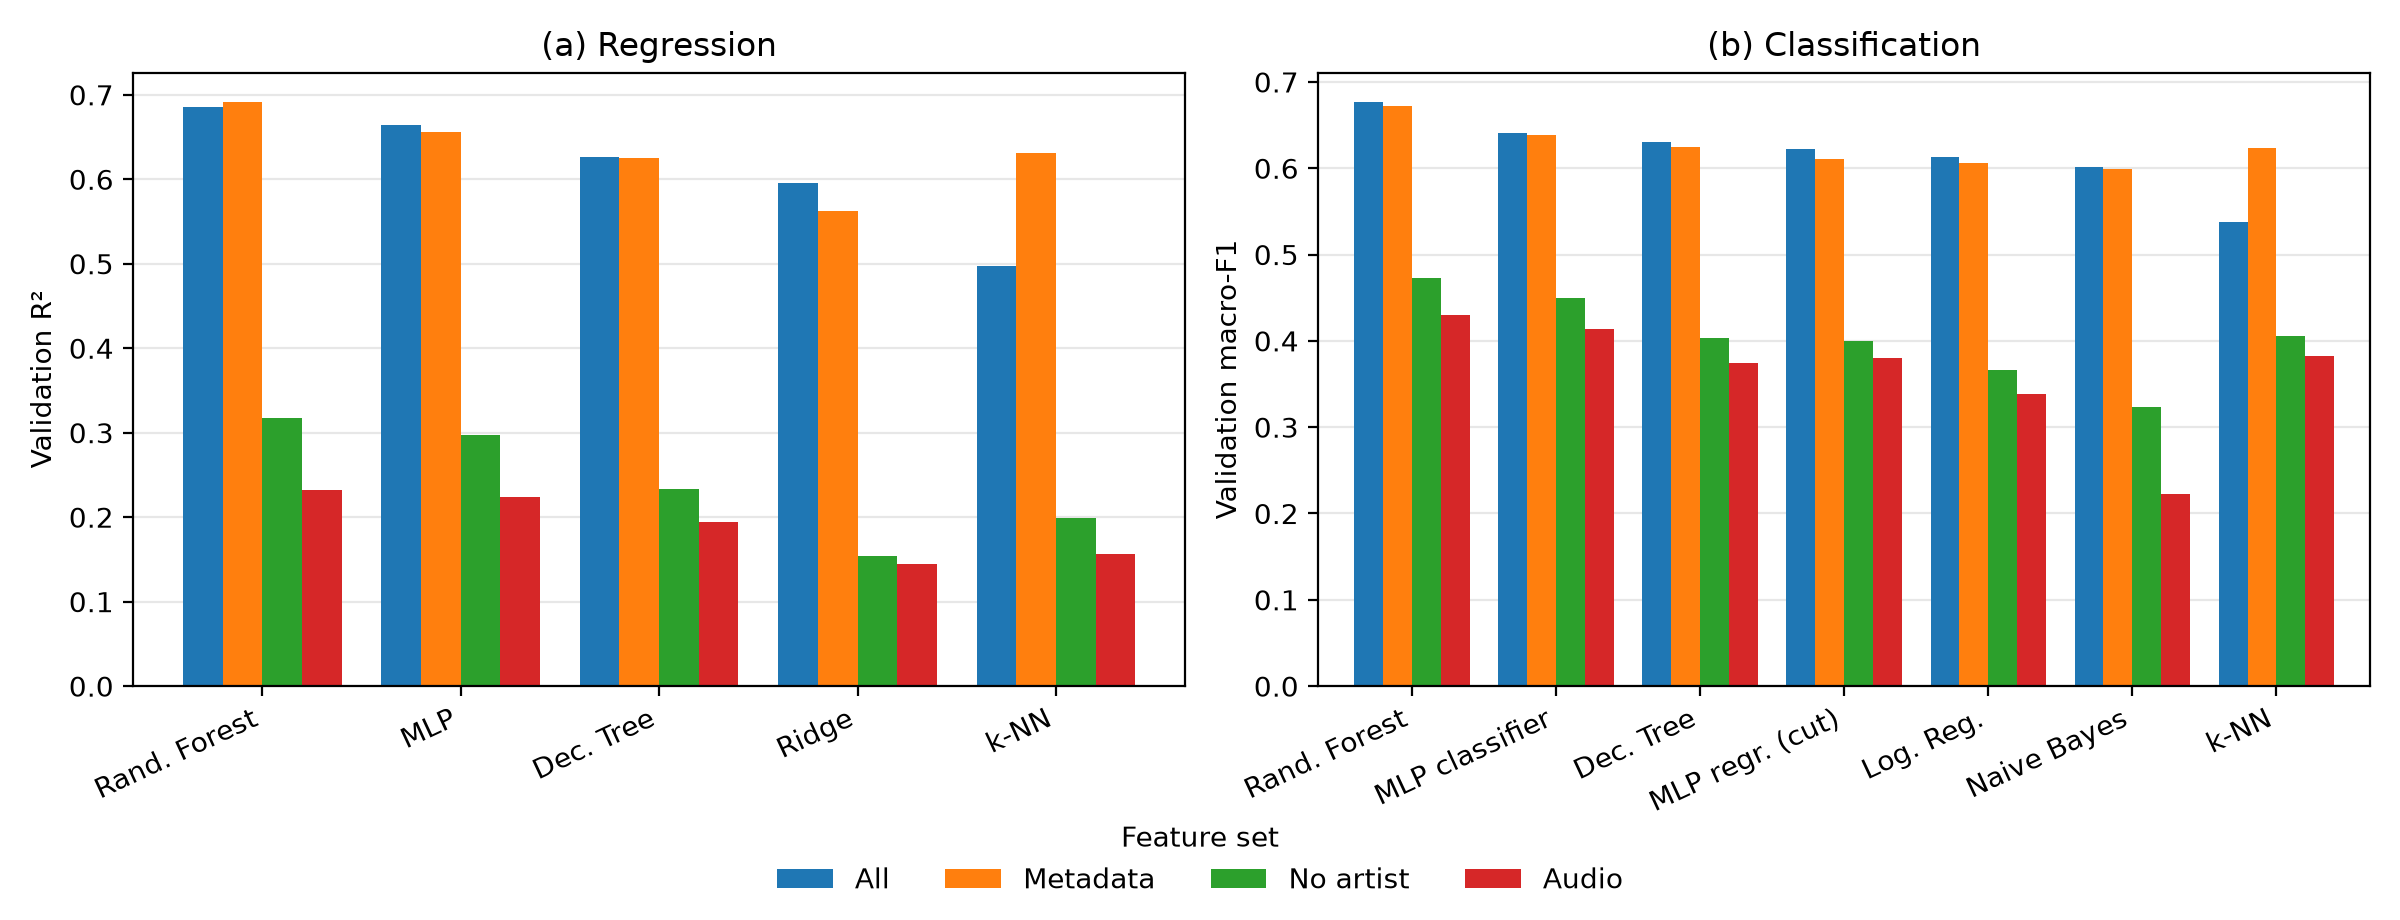 (a) Regression
Validation R²
0.7
0.6
0.5
0.4
0.3
0.2
0.1
0.0
Rand. Forest
MLP
Dec. Tree
Ridge
k-NN
(b) Classification
Validation macro-F1
0.7
0.6
0.5
0.4
0.3
0.2
0.1
0.0
Rand. Forest
MLP classifier
Dec. Tree
MLP regr. (cut)
Log. Reg.
Naive Bayes
k-NN
Feature set
All
Metadata
No artist
Audio